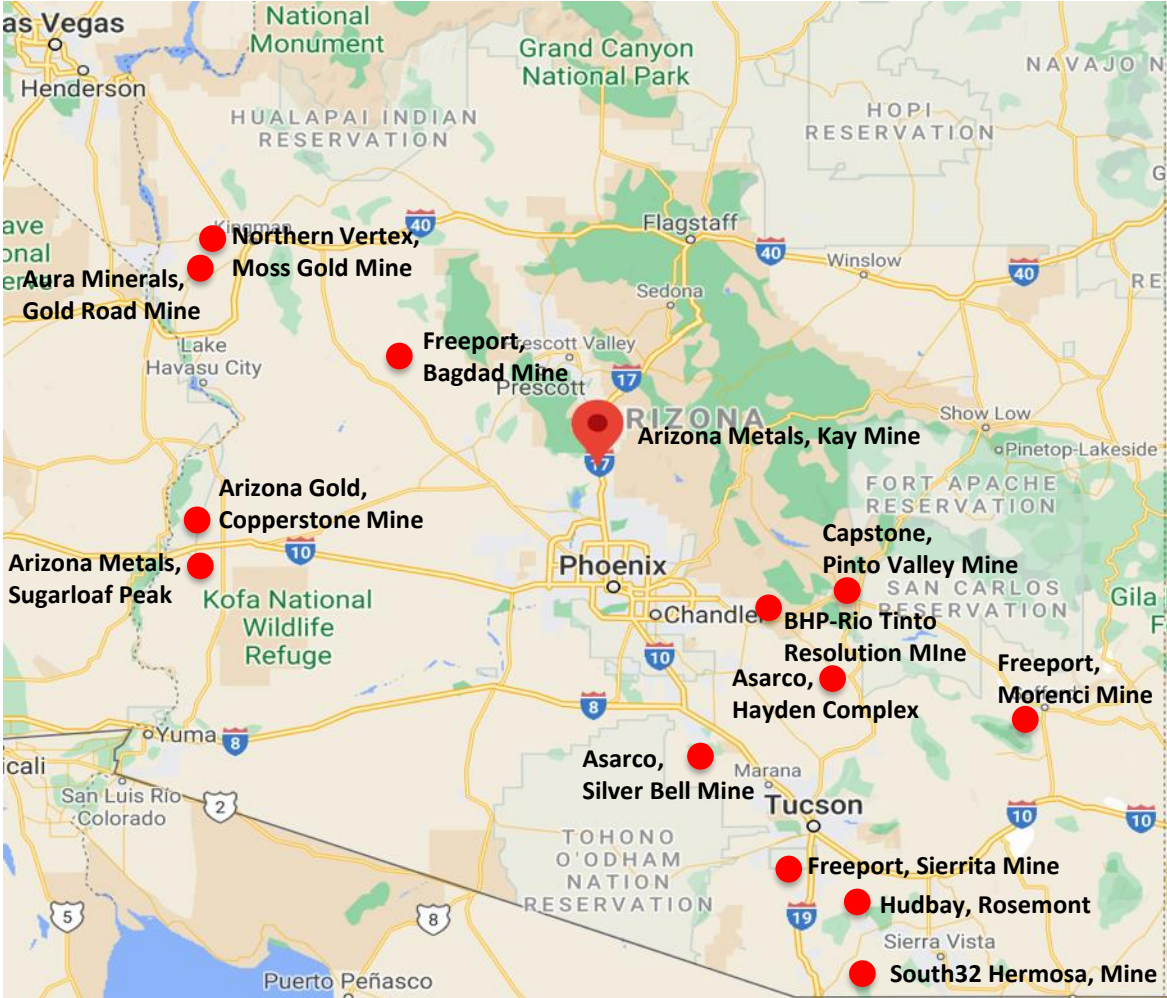 as Vegas
Henderson
National
Monument
Grand Canyon
National Park
NAVAJO N
HUALAPAI INDIAN
RESERVATION
HOPI
RESERVATION
G
ave
onal
Kingman
40
Flagstaff
Northern Vertex,
Moss Gold Mine
40
Winslow
40
Aura Minerals,
Gold Road Mine
Sedona
RE
Lake
Havasu City
Freeport,
Bagdad Mine
Prescott Valley
Prescott
17
RIZONA
Arizona Metals, Kay Mine
17
Show Low
Pinetop-Lakeside
FORT APACHE
RESERVATION
Arizona Gold,
Copperstone Mine
10
Arizona Metals,
Sugarloaf Peak
Kofa National
Wildlife
Refuge
Phoenix
Chandler
Capstone,
Pinto Valley Mine
SAN CARLOS
RESERVATION
Gila
F
BHP-Rio Tinto
Resolution MIne
10
Asarco,
Hayden Complex
Freeport,
Morenci Mine
8
Yuma
8
icali
San Luis Río
Colorado
2
Asarco,
Silver Bell Mine
Marana
Tucson
10
10
TOHONO
O'ODHAM
NATION
RESERVATION
Freeport, Sierrita Mine
Hudbay, Rosemont
19
5
8
Sierra Vista
South32 Hermosa, Mine
Puerto Peñasco